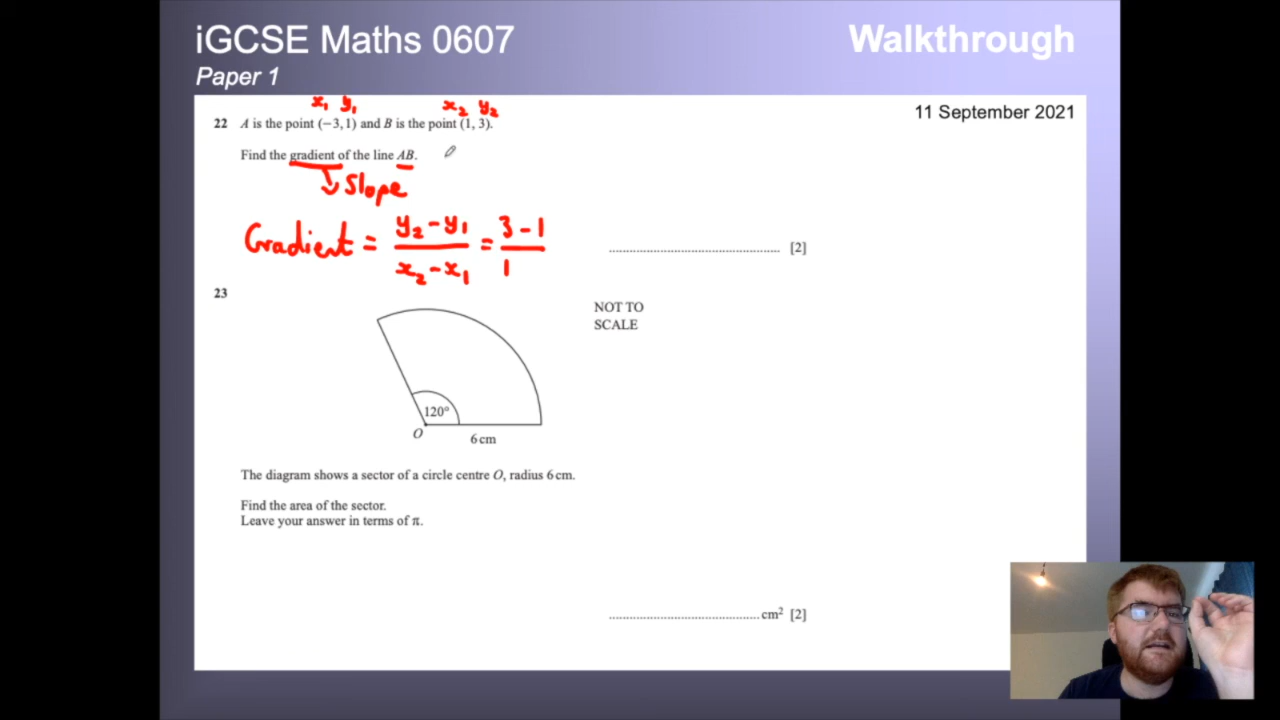 iGCSE Maths 0607
Walkthrough
Paper 1
11 September 2021
x₁ y₁ x₂ y₂
22 A is the point (−3, 1) and B is the point (1, 3).
Find the gradient of the line AB.
↓ Slope
Gradient = y₂ - y₁ / x₂ - x₁ = 3 - 1 / 1
.......................................... [2]
23
NOT TO
SCALE
120°
O
6 cm
The diagram shows a sector of a circle centre O, radius 6 cm.
Find the area of the sector.
Leave your answer in terms of π.
.......................................... cm² [2]